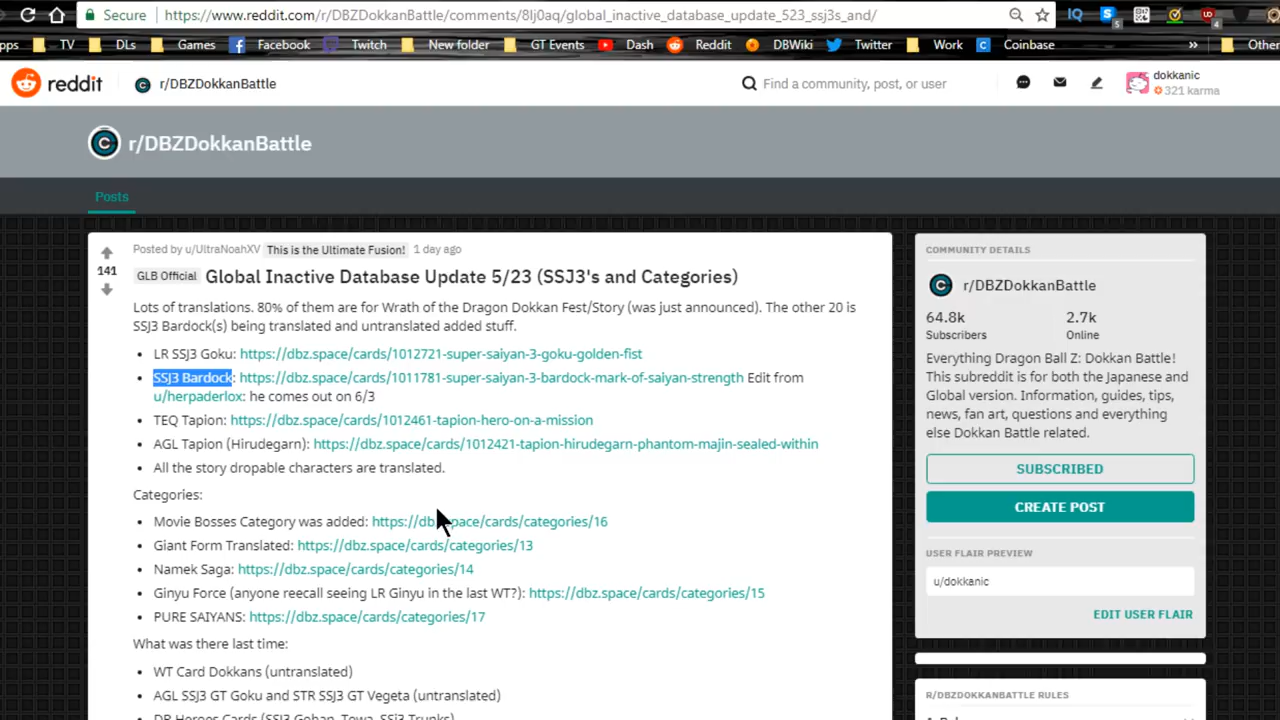 Secure https://www.reddit.com/r/DBZDokkanBattle/comments/8lj0aq/global_inactive_database_update_523_ssj3s_and/
pps TV DLs Games Facebook Twitch New folder GT Events Dash Reddit DBWiki Twitter Work Coinbase » Other
reddit r/DBZDokkanBattle Find a community, post, or user dokkanic
321 karma
r/DBZDokkanBattle
Posts
Posted by u/UltraNoahXV This is the Ultimate Fusion! 1 day ago
141
GLB Official Global Inactive Database Update 5/23 (SSJ3's and Categories)
Lots of translations. 80% of them are for Wrath of the Dragon Dokkan Fest/Story (was just announced). The other 20 is
SSJ3 Bardock(s) being translated and untranslated added stuff.
• LR SSJ3 Goku: https://dbz.space/cards/1012721-super-saiyan-3-goku-golden-fist
• SSJ3 Bardock: https://dbz.space/cards/1011781-super-saiyan-3-bardock-mark-of-saiyan-strength Edit from
u/herpaderlox: he comes out on 6/3
• TEQ Tapion: https://dbz.space/cards/1012461-tapion-hero-on-a-mission
• AGL Tapion (Hirudegarn): https://dbz.space/cards/1012421-tapion-hirudegarn-phantom-majin-sealed-within
• All the story dropable characters are translated.
Categories:
• Movie Bosses Category was added: https://dbz.space/cards/categories/16
• Giant Form Translated: https://dbz.space/cards/categories/13
• Namek Saga: https://dbz.space/cards/categories/14
• Ginyu Force (anyone reecall seeing LR Ginyu in the last WT?): https://dbz.space/cards/categories/15
• PURE SAIYANS: https://dbz.space/cards/categories/17
What was there last time:
• WT Card Dokkans (untranslated)
• AGL SSJ3 GT Goku and STR SSJ3 GT Vegeta (untranslated)
• DB Heroes Cards (SSJ3 Gohan, Towa, SSj3 Trunks)
COMMUNITY DETAILS
r/DBZDokkanBattle
64.8k 2.7k
Subscribers Online
Everything Dragon Ball Z: Dokkan Battle!
This subreddit is for both the Japanese and
Global version. Information, guides, tips,
news, fan art, questions and everything
else Dokkan Battle related.
SUBSCRIBED
CREATE POST
USER FLAIR PREVIEW
u/dokkanic
EDIT USER FLAIR
R/DBZDOKKANBATTLE RULES